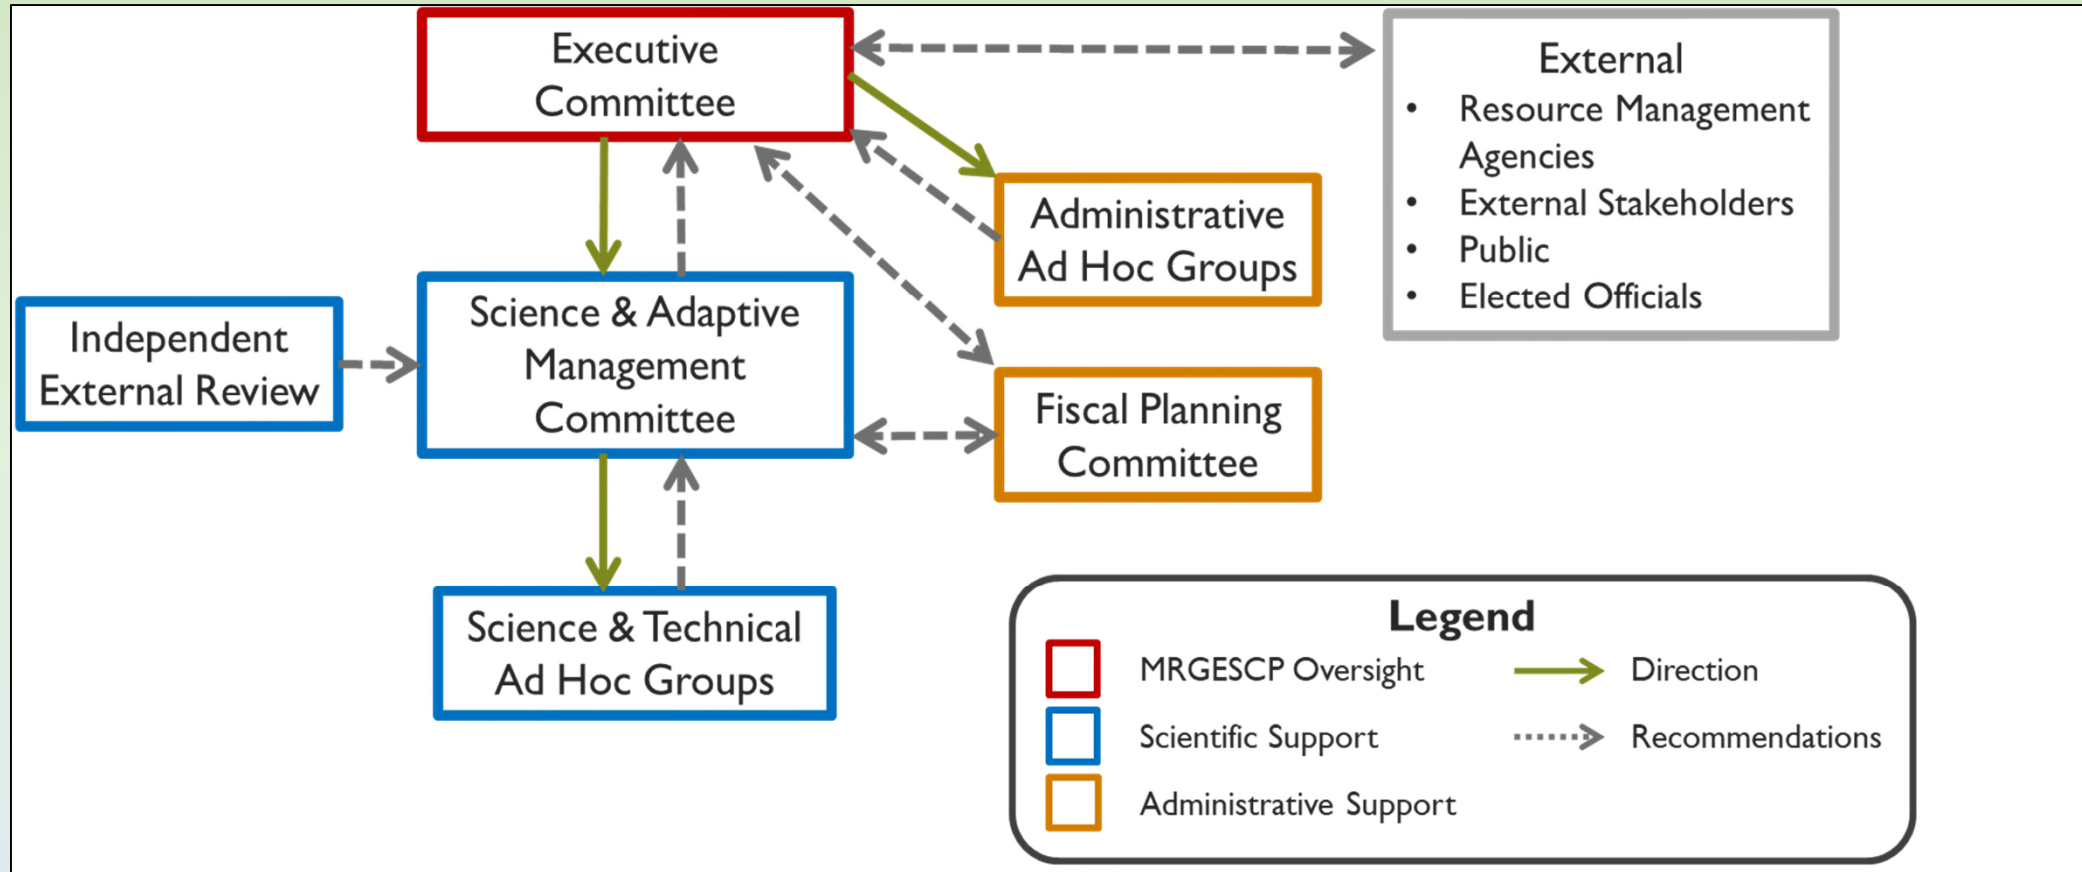 Executive
Committee
External
• Resource Management
Agencies
• External Stakeholders
• Public
• Elected Officials
Administrative
Ad Hoc Groups
Independent
External Review
Science & Adaptive
Management
Committee
Fiscal Planning
Committee
Science & Technical
Ad Hoc Groups
Legend
MRGESCP Oversight
Direction
Scientific Support
Recommendations
Administrative Support